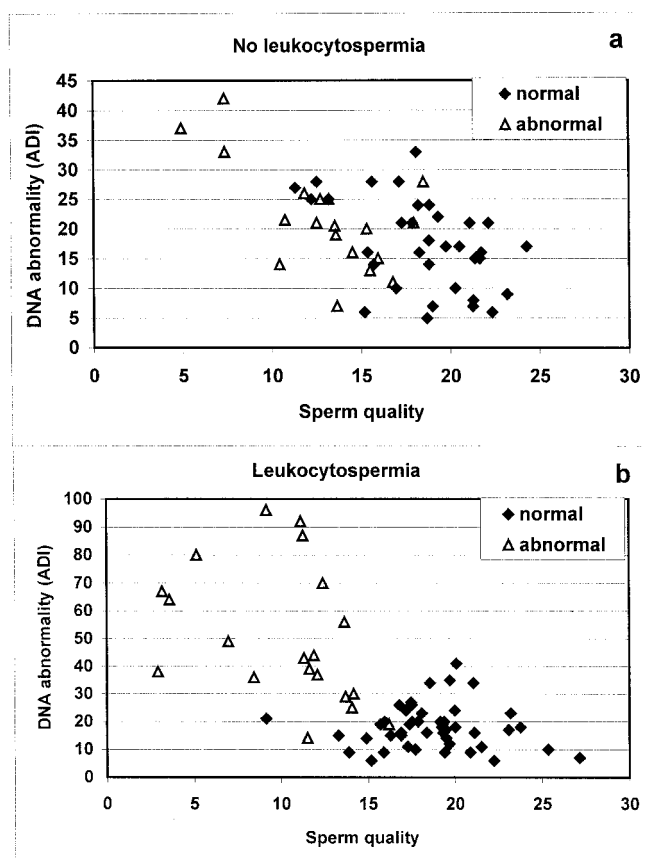 No leukocytospermia
a
DNA abnormality (ADI)
45
40
35
30
25
20
15
10
5
0
normal
abnormal
0 5 10 15 20 25 30
Sperm quality
Leukocytospermia
b
DNA abnormality (ADI)
100
90
80
70
60
50
40
30
20
10
0
normal
abnormal
0 5 10 15 20 25 30
Sperm quality